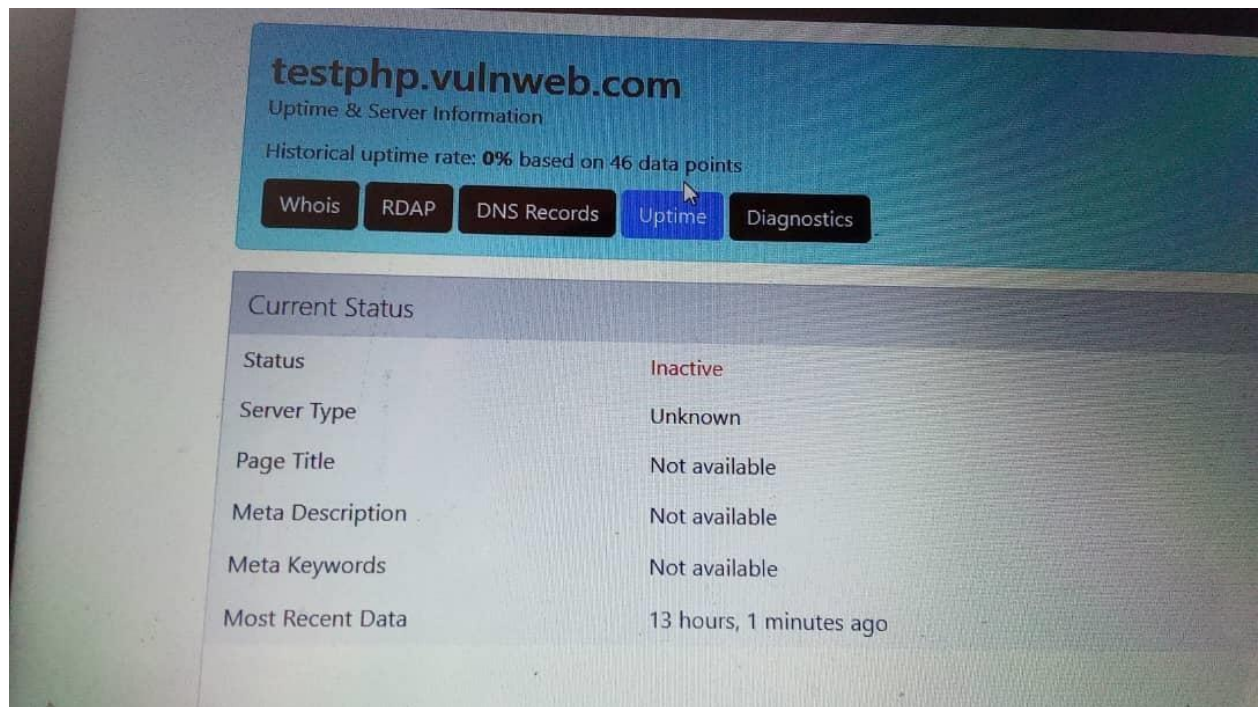 testphp.vulnweb.com
Uptime & Server Information
Historical uptime rate: 0% based on 46 data points
Whois RDAP DNS Records Uptime Diagnostics
Current Status
Status Inactive
Server Type Unknown
Page Title Not available
Meta Description Not available
Meta Keywords Not available
Most Recent Data 13 hours, 1 minutes ago